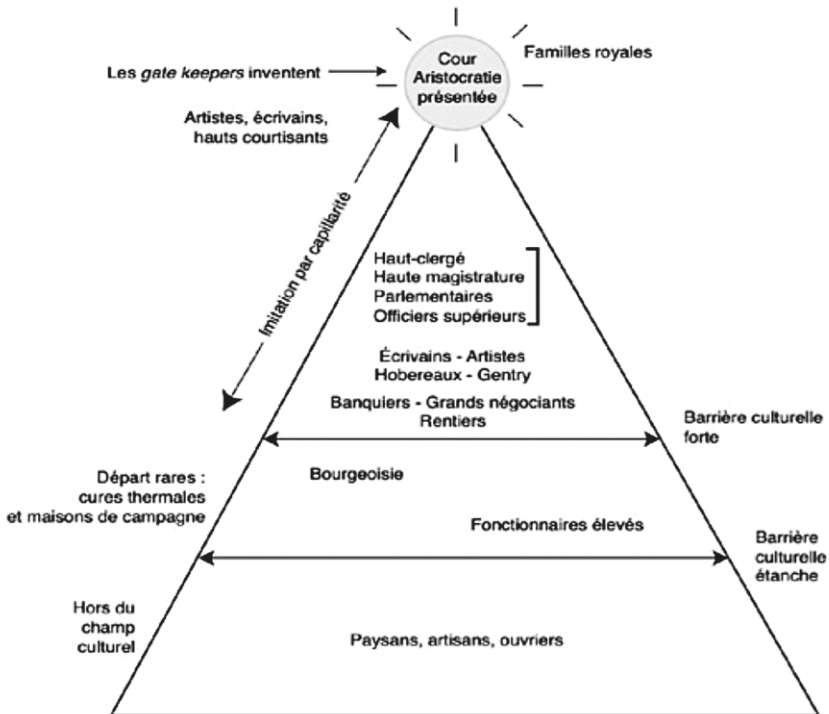 Familles royales
Cour
Aristocratie
présentée
Les gate keepers inventent
Artistes, écrivains,
hauts courtisants
Imitation par capillarité
Haut-clergé
Haute magistrature
Parlementaires
Officiers supérieurs
Écrivains - Artistes
Hobereaux - Gentry
Banquiers - Grands négociants
Rentiers
Barrière culturelle
forte
Départ rares :
cures thermales
et maisons de campagne
Bourgeoisie
Fonctionnaires élevés
Barrière
culturelle
étanche
Hors du
champ
culturel
Paysans, artisans, ouvriers